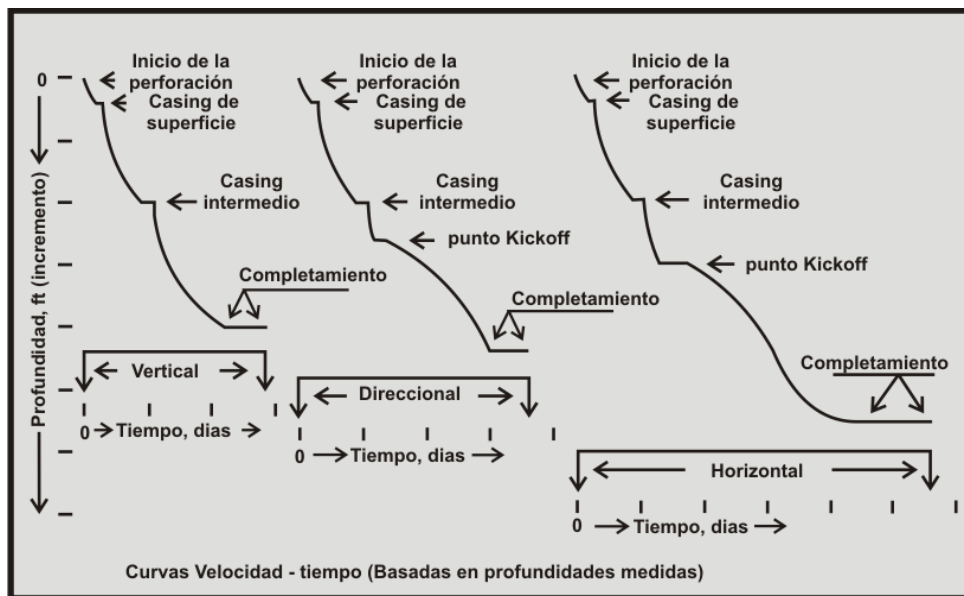 Inicio de la
perforación
Casing de
superficie
Casing
intermedio
Completamiento
Vertical
0
Tiempo, dias
Inicio de la
perforación
Casing de
superficie
Casing
intermedio
punto Kickoff
Completamiento
Direccional
0
Tiempo, dias
Inicio de la
perforación
Casing de
superficie
Casing
intermedio
punto Kickoff
Completamiento
Horizontal
0
Tiempo, dias
0
Profundidad, ft (incremento)
Curvas Velocidad - tiempo (Basadas en profundidades medidas)